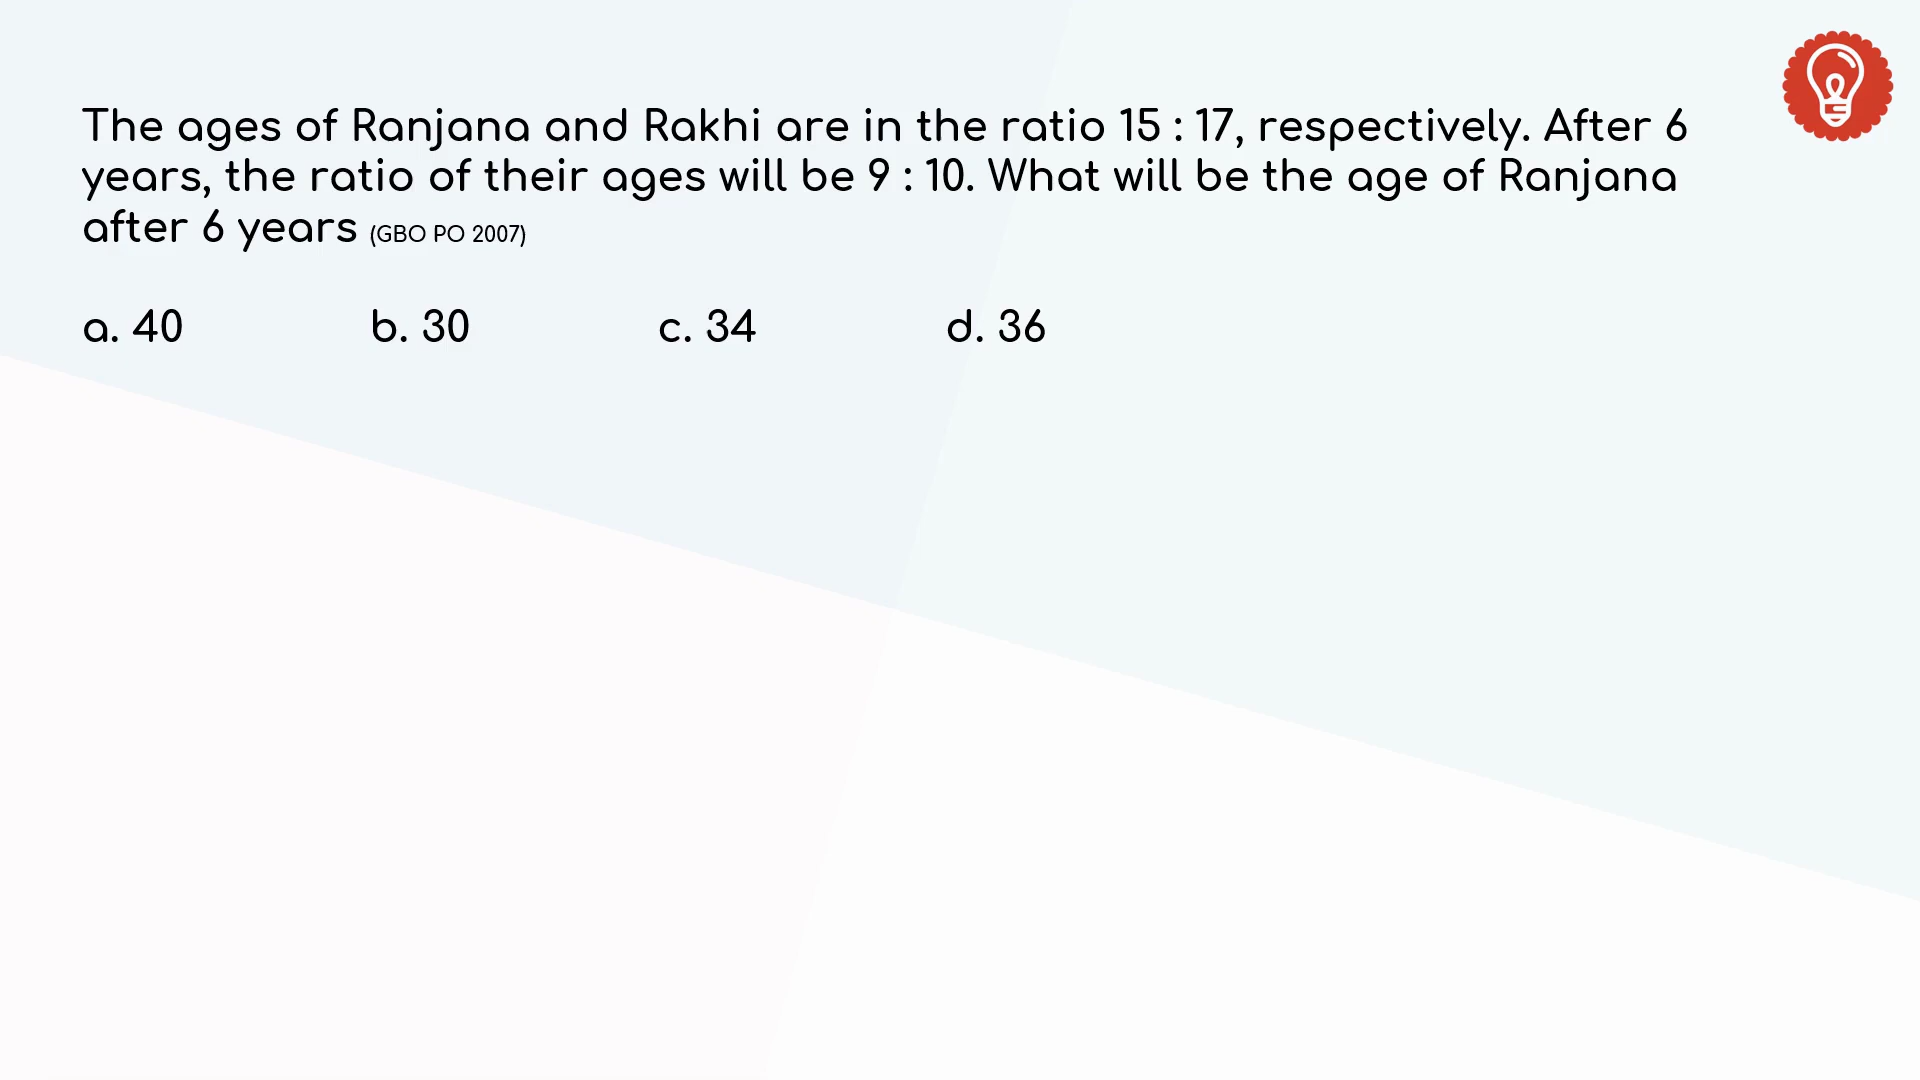 The ages of Ranjana and Rakhi are in the ratio 15 : 17, respectively. After 6
years, the ratio of their ages will be 9 : 10. What will be the age of Ranjana
after 6 years (GBO PO 2007)
a. 40 b. 30 c. 34 d. 36